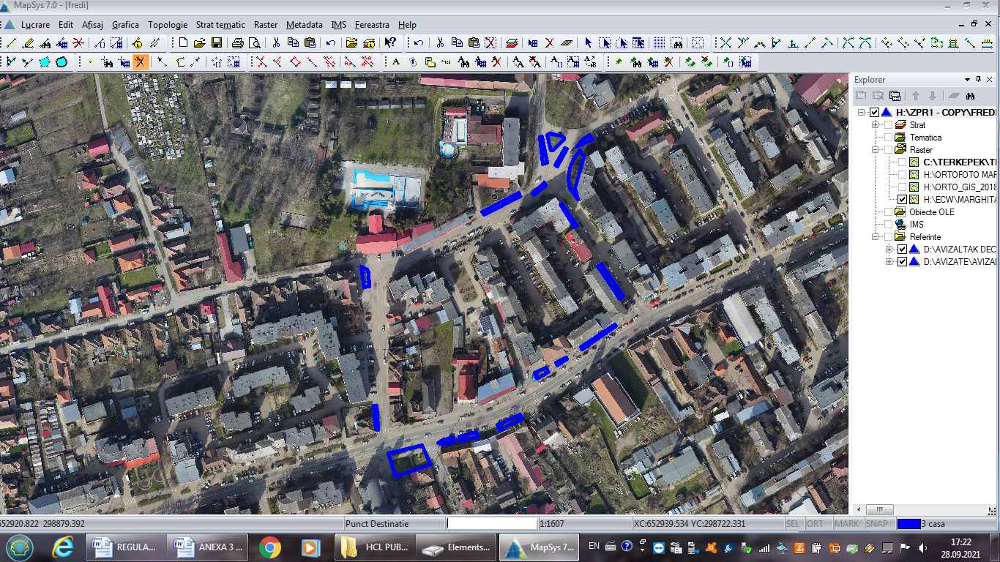 MapSys 7.0 - [fredi]
Lucrare Edit Afisaj Grafica Topologie Strat tematic Raster Metadata IMS Fereastra Help
Explorer
H:\ZPR1 - COPY\FREDI
Strat
Tematica
Raster
C:\TERKEPEK\TE
H:\ORTOFOTO MAR
H:\ORTO_GIS_2018
H:\ECW\MARGHITA
Obiecte OLE
IMS
Referinte
D:\AVIZALTAK DEC
D:\AVIZATE\AVIZAL
652920.822 298879.392 Punct Destinatie 1:1607 XC:652939.534 YC:298722.331 SEL ORT MARK SNAP 3 casa
REGULA... ANEXA 3 ... HCL PUB... Elements... MapSys 7... EN 17:22
28.09.2021